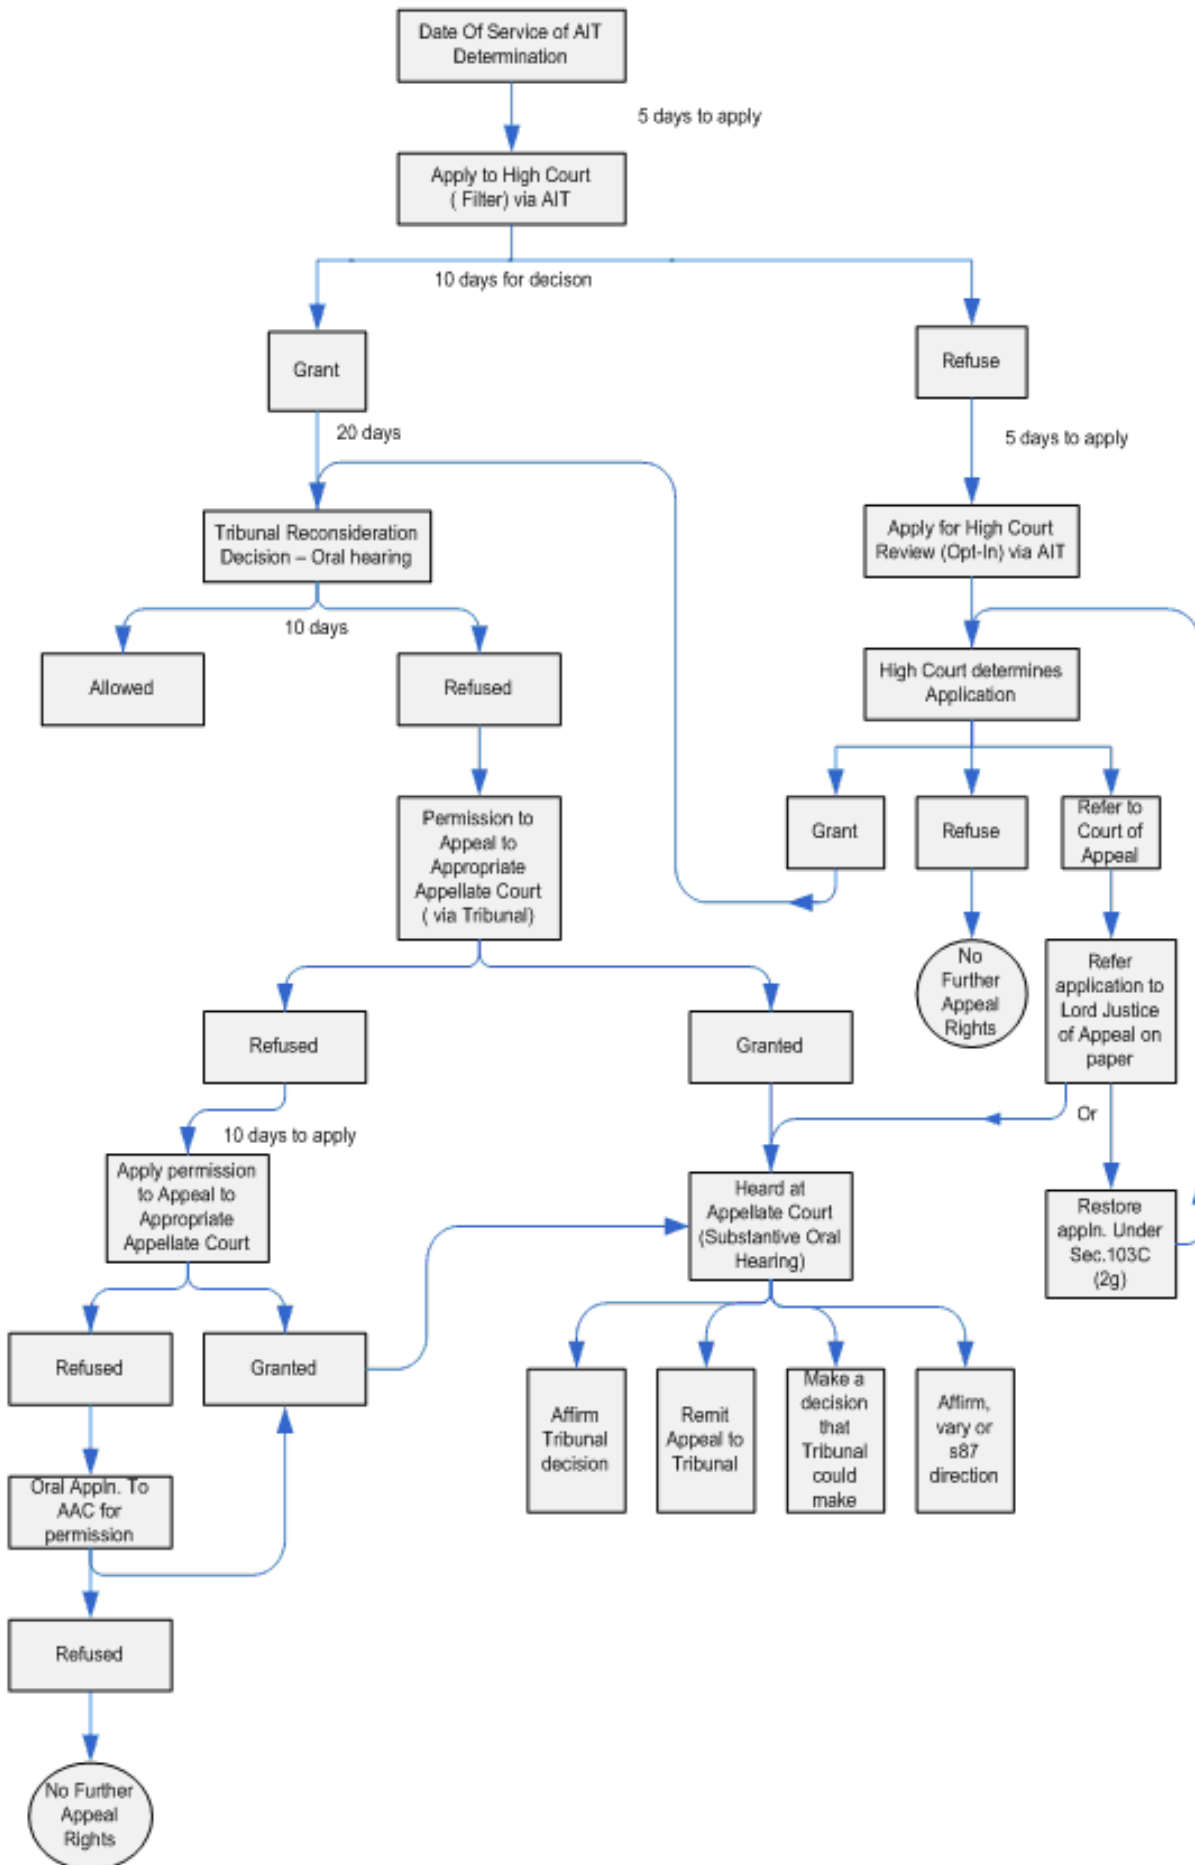 Date Of Service of AIT
Determination
5 days to apply
Apply to High Court
( Filter) via AIT
10 days for decison
Grant
Refuse
20 days
5 days to apply
Tribunal Reconsideration
Decision – Oral hearing
Apply for High Court
Review (Opt-In) via AIT
10 days
Allowed
Refused
High Court determines
Application
Permission to
Appeal to
Appropriate
Appellate Court
( via Tribunal)
Grant
Refuse
Refer to
Court of
Appeal
No
Further
Appeal
Rights
Refer
application to
Lord Justice
of Appeal on
paper
Refused
Granted
Or
10 days to apply
Apply permission
to Appeal to
Appropriate
Appellate Court
Heard at
Appellate Court
(Substantive Oral
Hearing)
Restore
appln. Under
Sec.103C
(2g)
Refused
Granted
Affirm
Tribunal
decision
Remit
Appeal to
Tribunal
Make a
decision
that
Tribunal
could
make
Affirm,
vary or
s87
direction
Oral Appln. To
AAC for
permission
Refused
No Further
Appeal
Rights